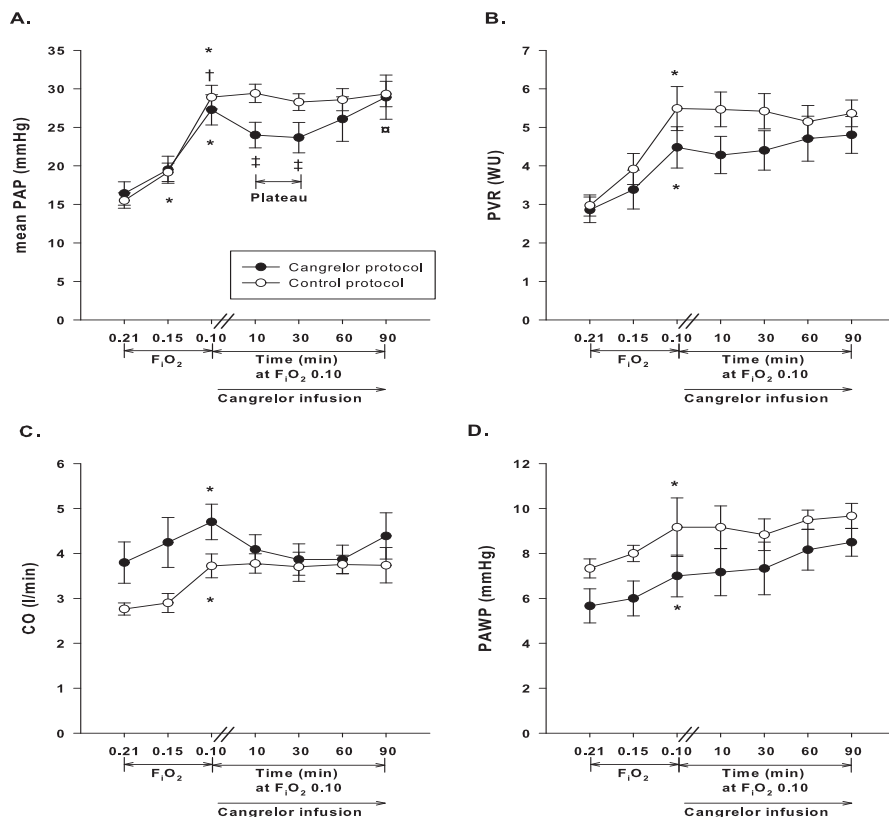 A.
35
30
25
20
15
10
5
0
mean PAP (mmHg)
*
†
*
*
‡ ‡
¤
Plateau
Cangrelor protocol
Control protocol
0.21 0.15 0.10 10 30 60 90
FiO2 Time (min)
at FiO2 0.10
Cangrelor infusion
B.
7
6
5
4
3
2
1
0
PVR (WU)
*
*
0.21 0.15 0.10 10 30 60 90
FiO2 Time (min)
at FiO2 0.10
Cangrelor infusion
C.
6
5
4
3
2
1
0
CO (l/min)
*
*
0.21 0.15 0.10 10 30 60 90
FiO2 Time (min)
at FiO2 0.10
Cangrelor infusion
D.
12
10
8
6
4
2
0
PAWP (mmHg)
*
*
0.21 0.15 0.10 10 30 60 90
FiO2 Time (min)
at FiO2 0.10
Cangrelor infusion